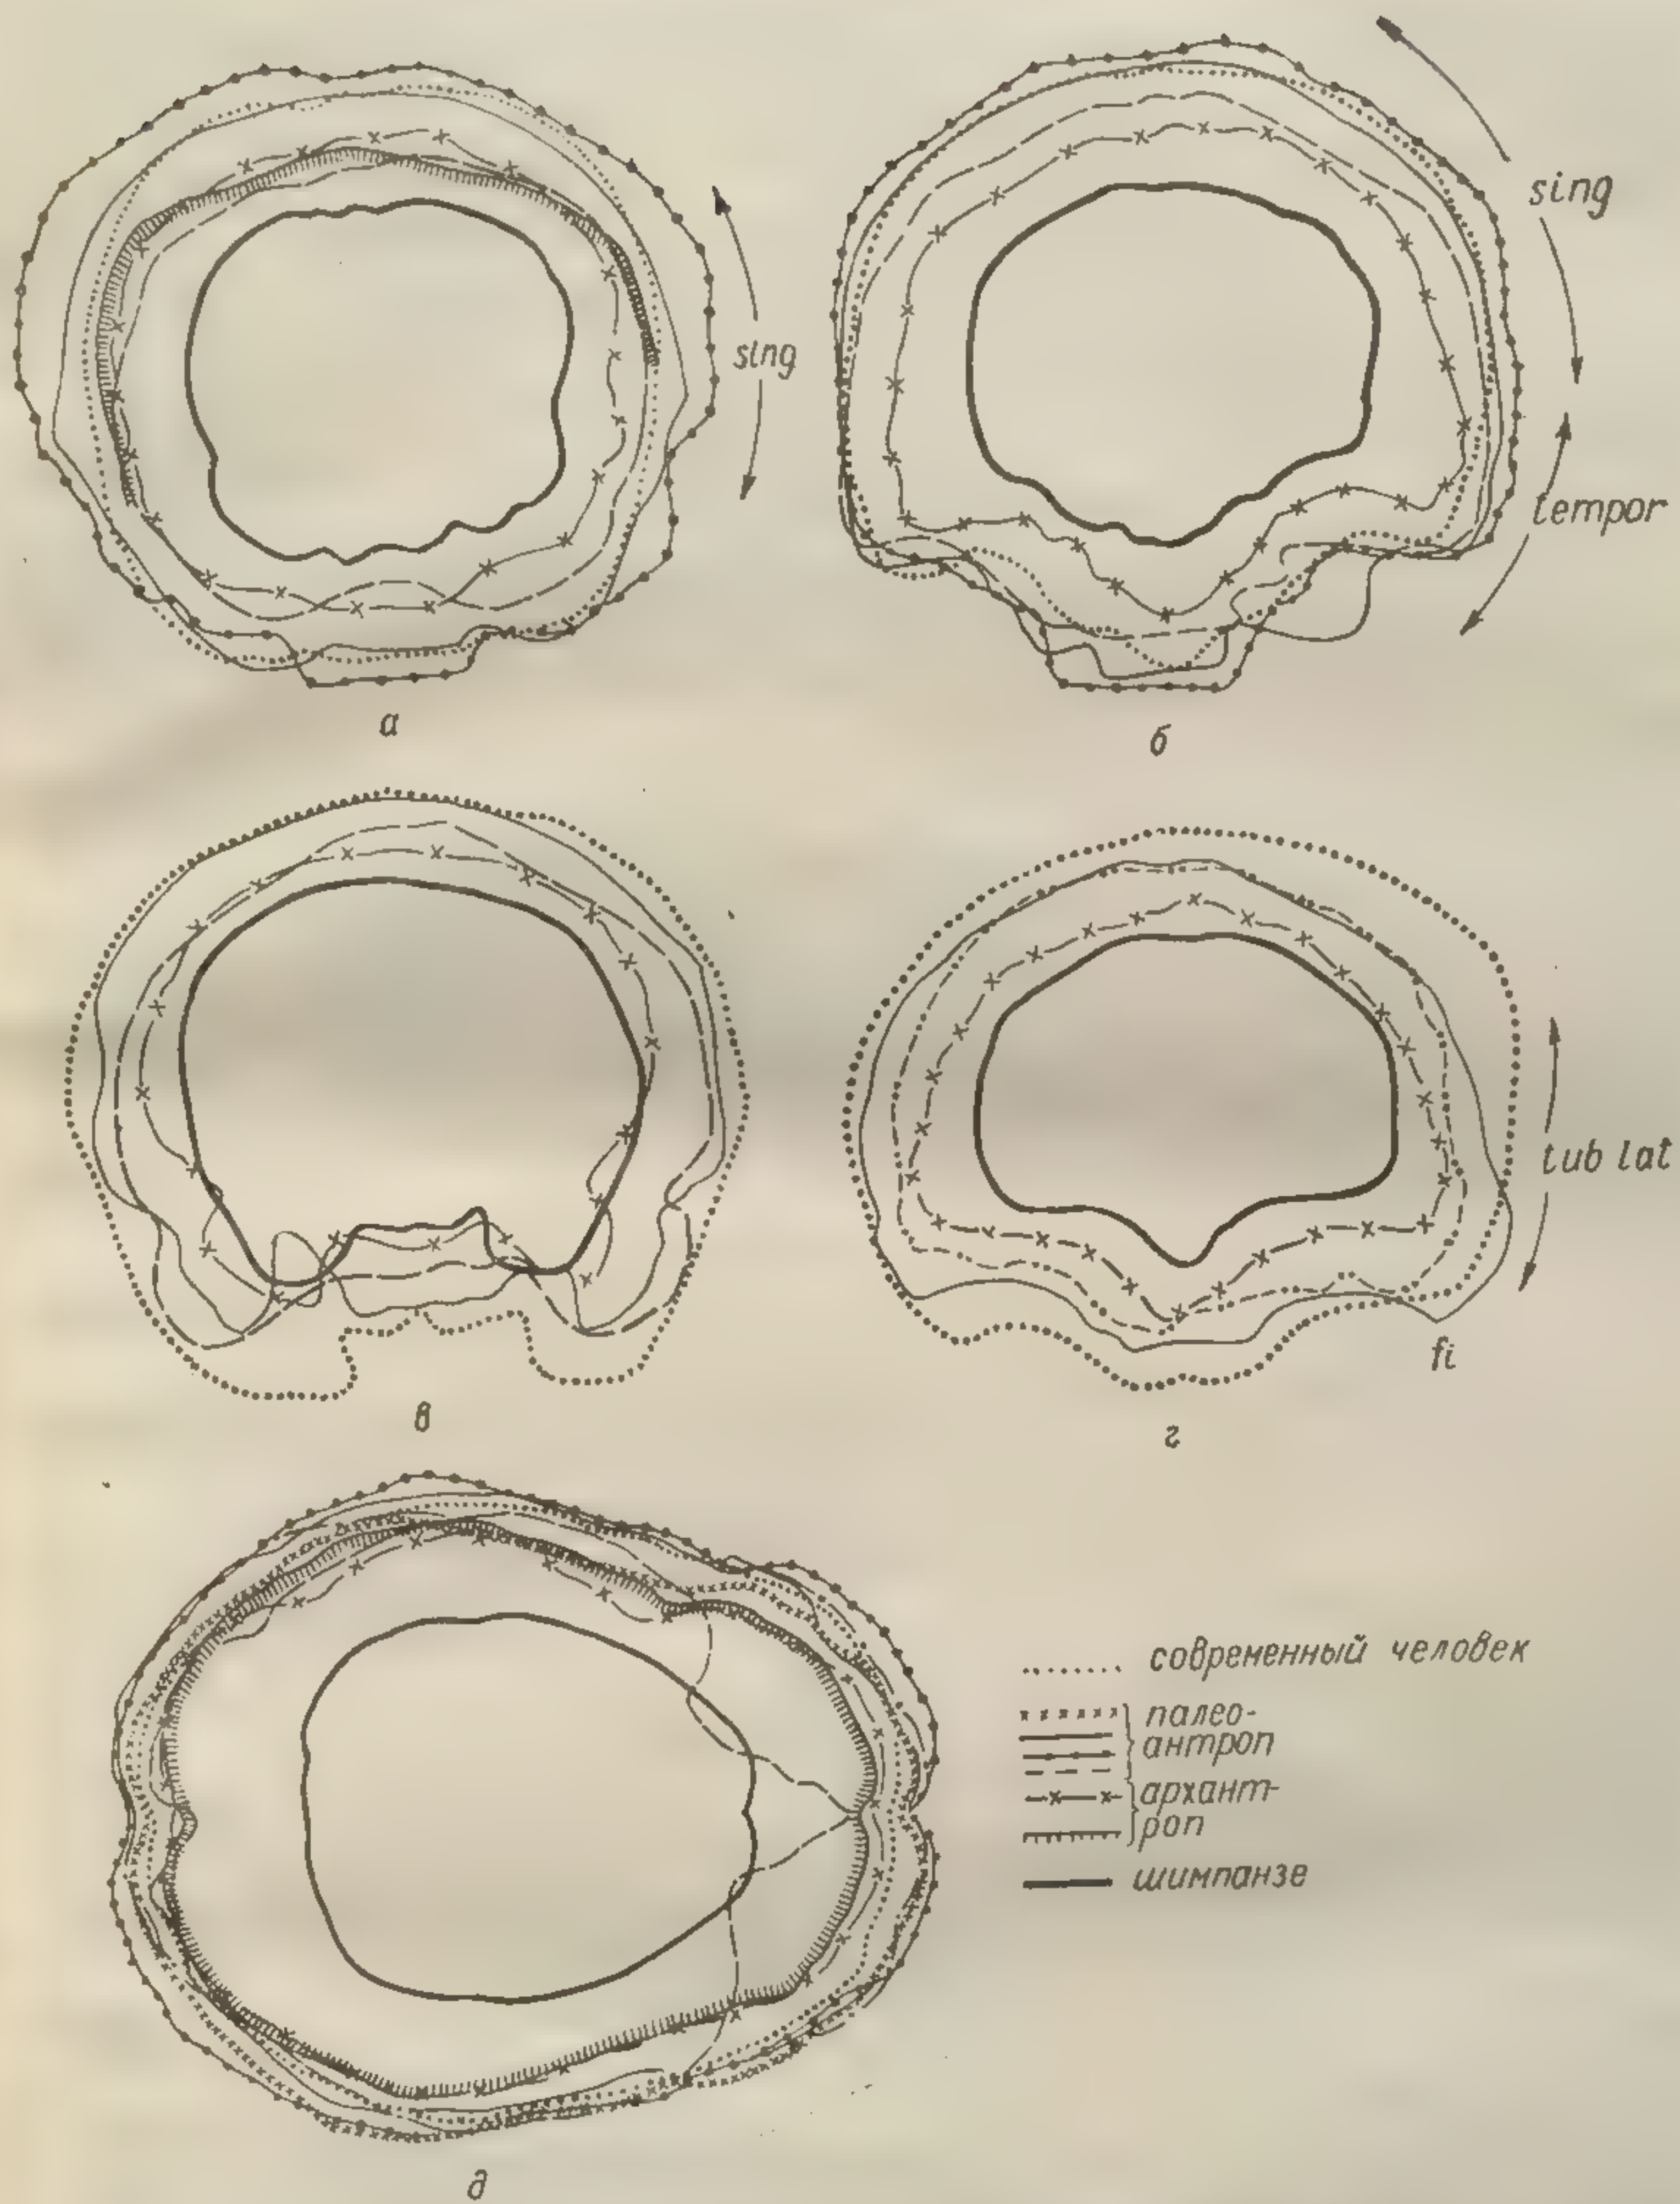 sing
а
sing
tempor
б
в
tub lat
fi
г
современный человек
палео-
антроп
архант-
роп
шимпанзе
д